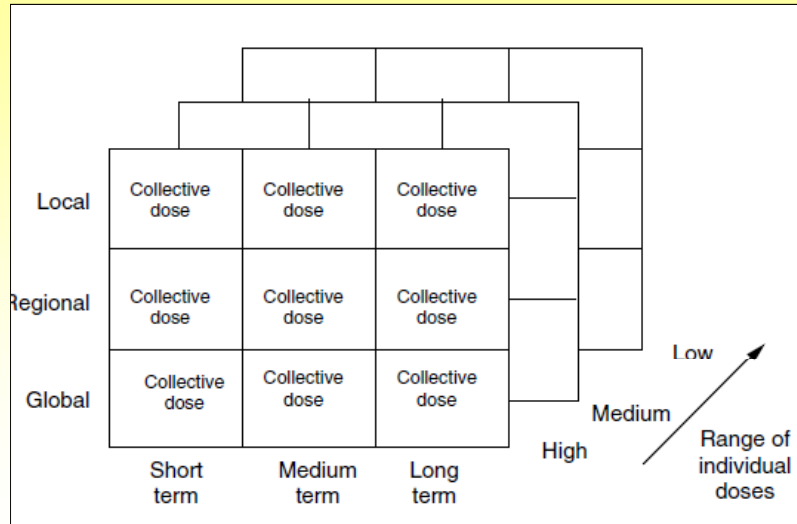 Local
Collective
dose
Collective
dose
Collective
dose
Regional
Collective
dose
Collective
dose
Collective
dose
Global
Collective
dose
Collective
dose
Collective
dose
Short
term
Medium
term
Long
term
High
Medium
Low
Range of
individual
doses